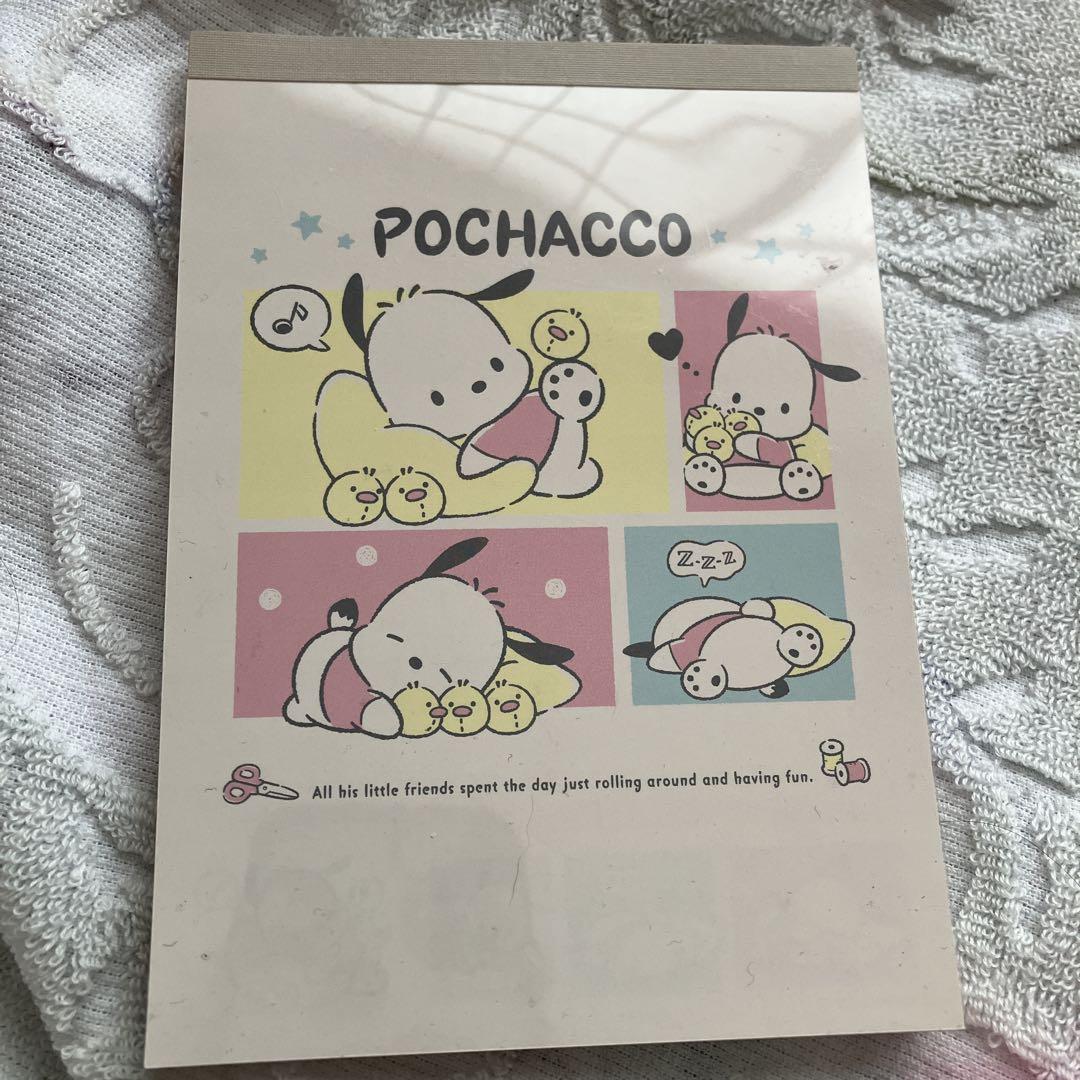 POCHACCO
Z-Z-Z
All his little friends spent the day just rolling around and having fun.